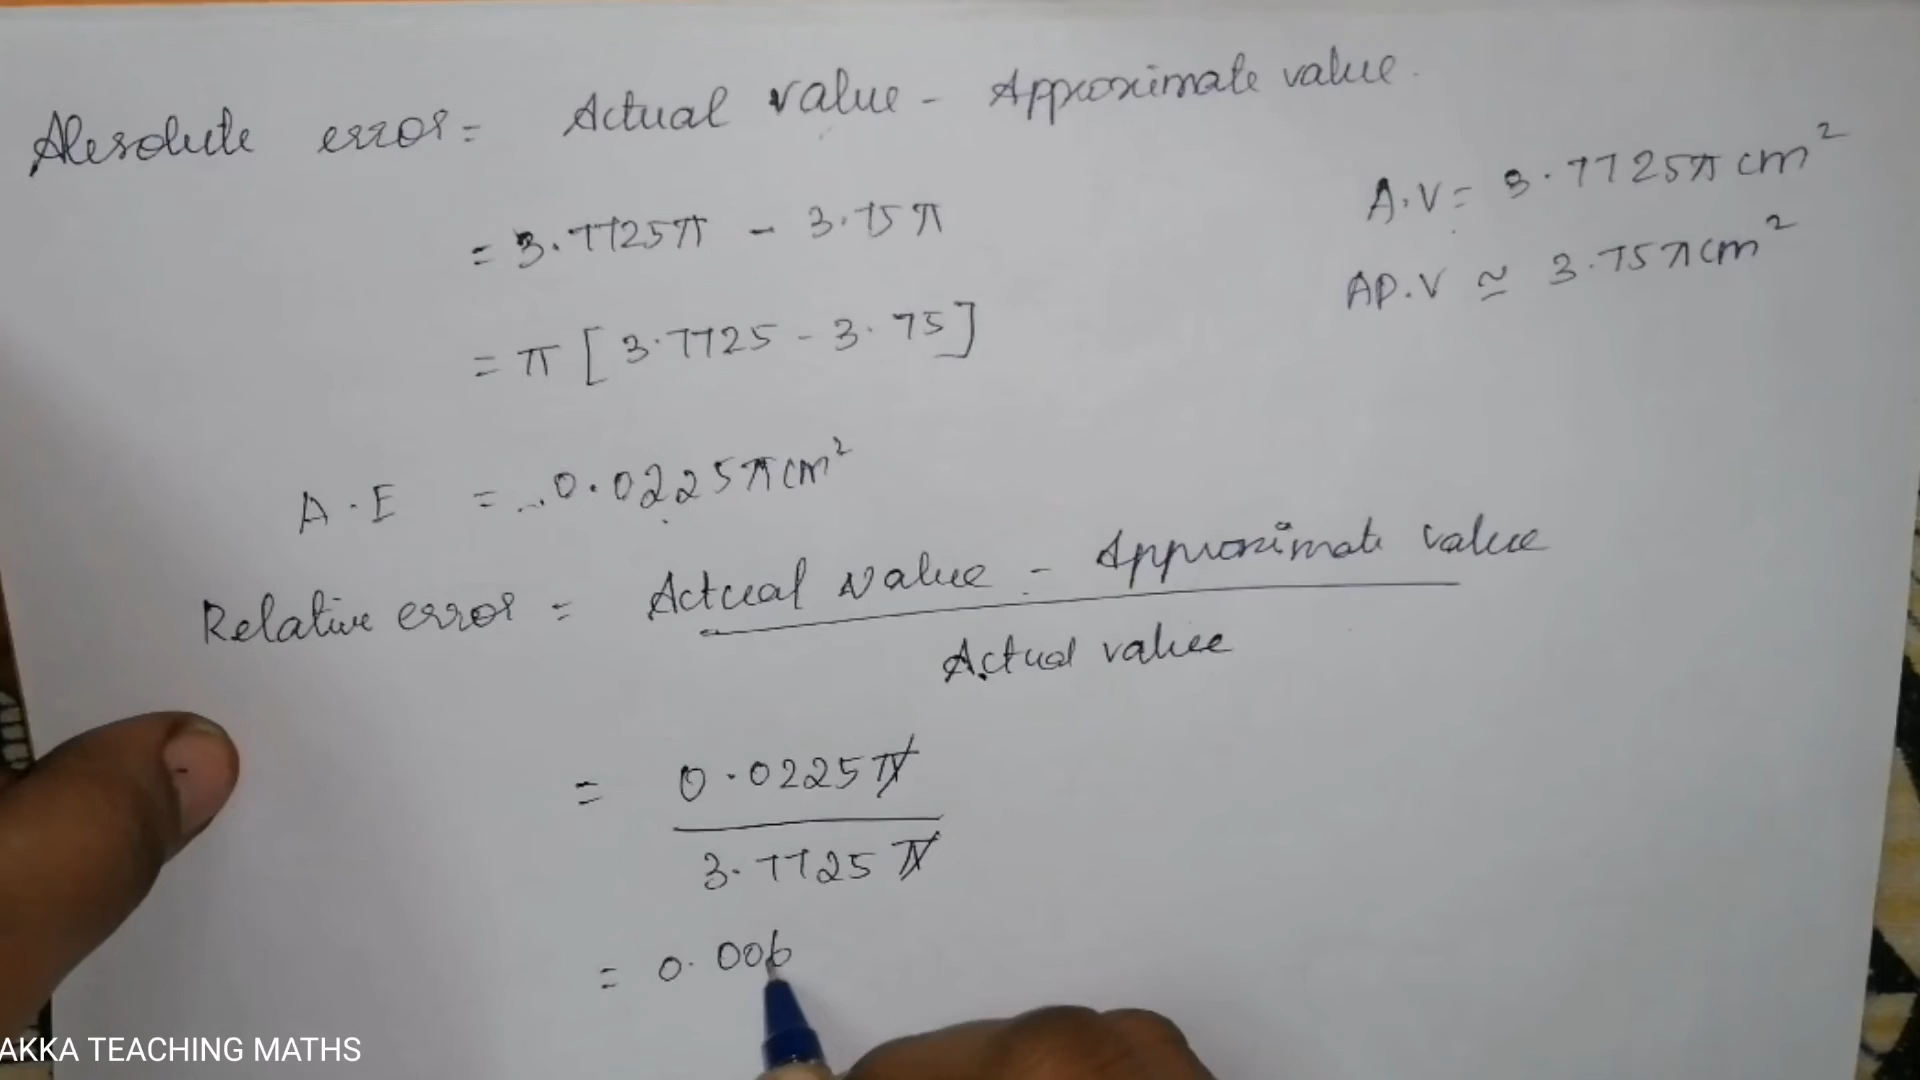 Absolute error = Actual value - Approximate value.
= 3.7725π - 3.75π
= π [3.7725 - 3.75]
A.E = 0.0225π cm²
A.V = 3.7725π cm²
AP.V ≃ 3.75π cm²
Relative error = Actual value - Approximate value
Actual value
= 0.0225π
3.7725π
= 0.006
AKKA TEACHING MATHS